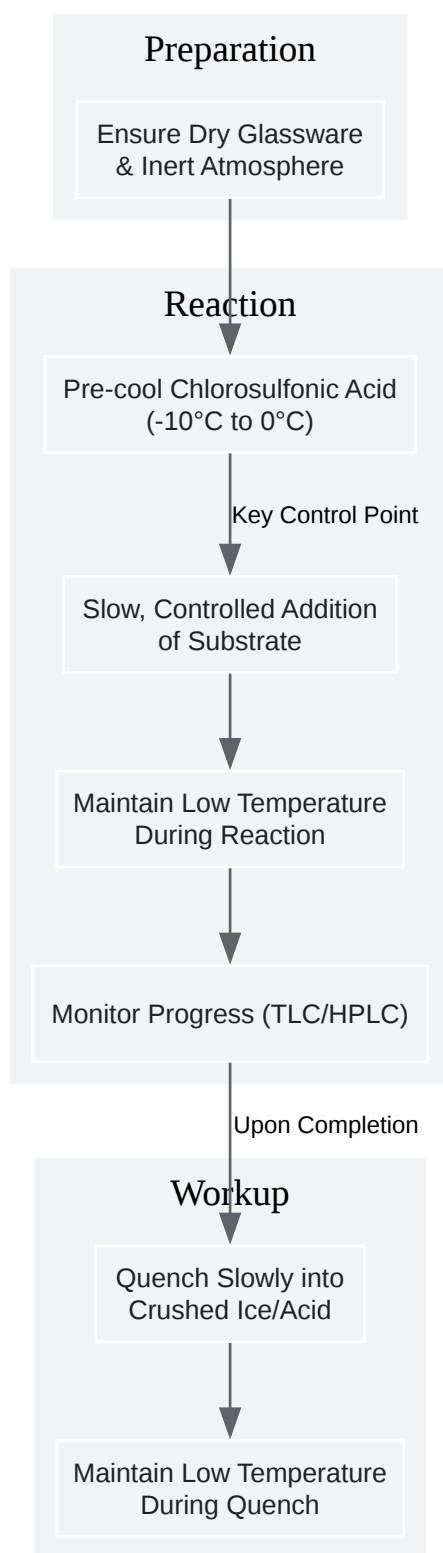 Preparation
Ensure Dry Glassware
& Inert Atmosphere
Reaction
Pre-cool Chlorosulfonic Acid
(-10°C to 0°C)
Key Control Point
Slow, Controlled Addition
of Substrate
Maintain Low Temperature
During Reaction
Monitor Progress (TLC/HPLC)
Upon Completion
Workup
Quench Slowly into
Crushed Ice/Acid
Maintain Low Temperature
During Quench